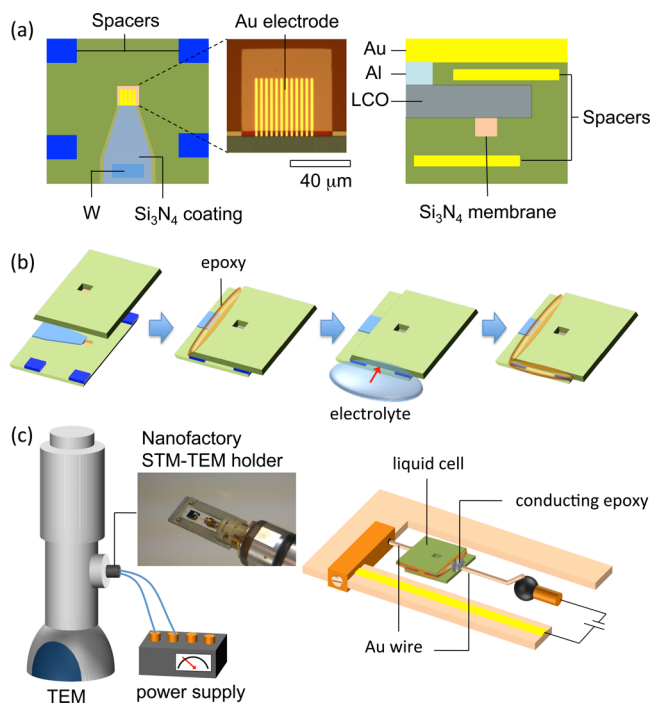 (a)
Spacers
Au electrode
40 μm
W
Si₃N₄ coating
Au
Al
LCO
Spacers
Si₃N₄ membrane
(b)
epoxy
electrolyte
(c)
Nanofactory
STM-TEM holder
TEM
power supply
liquid cell
conducting epoxy
Au wire